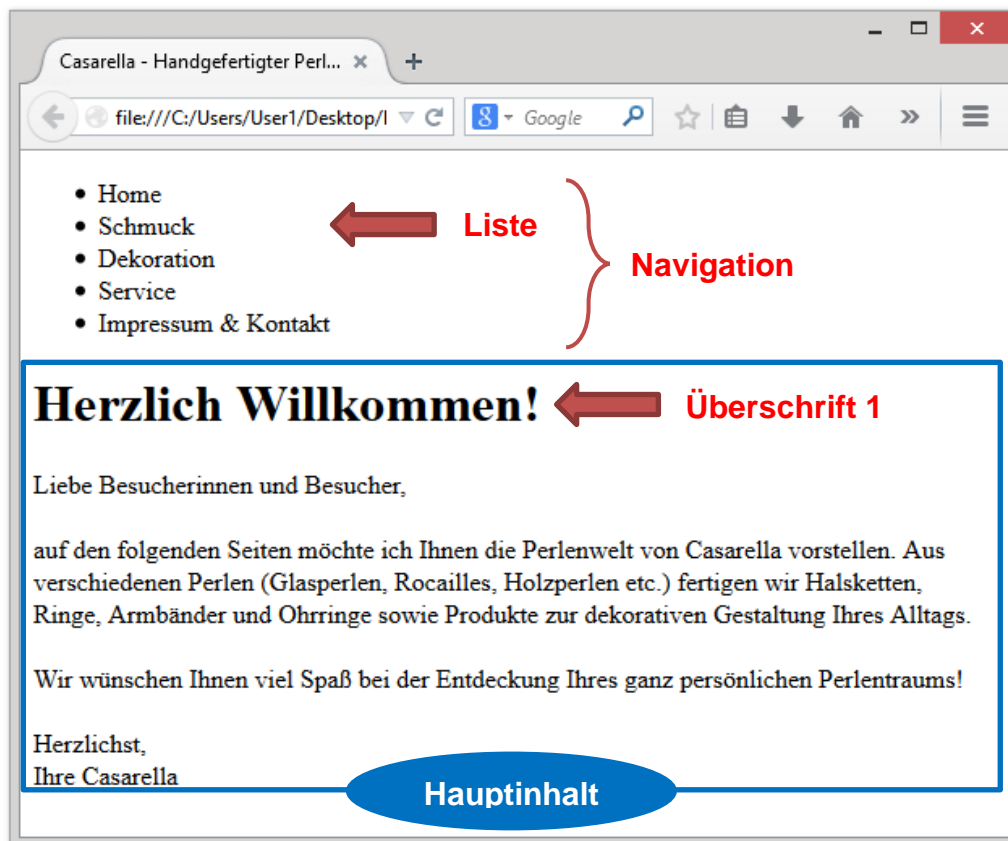 Casarella - Handgefertigter Perl...
file:///C:/Users/User1/Desktop/
Google
Home
Schmuck
Dekoration
Service
Impressum & Kontakt
Liste
Navigation
Herzlich Willkommen!
Überschrift 1
Liebe Besucherinnen und Besucher,
auf den folgenden Seiten möchte ich Ihnen die Perlenwelt von Casarella vorstellen. Aus
verschiedenen Perlen (Glasperlen, Rocailles, Holzperlen etc.) fertigen wir Halsketten,
Ringe, Armbänder und Ohrringe sowie Produkte zur dekorativen Gestaltung Ihres Alltags.
Wir wünschen Ihnen viel Spaß bei der Entdeckung Ihres ganz persönlichen Perlentraums!
Herzlichst,
Ihre Casarella
Hauptinhalt